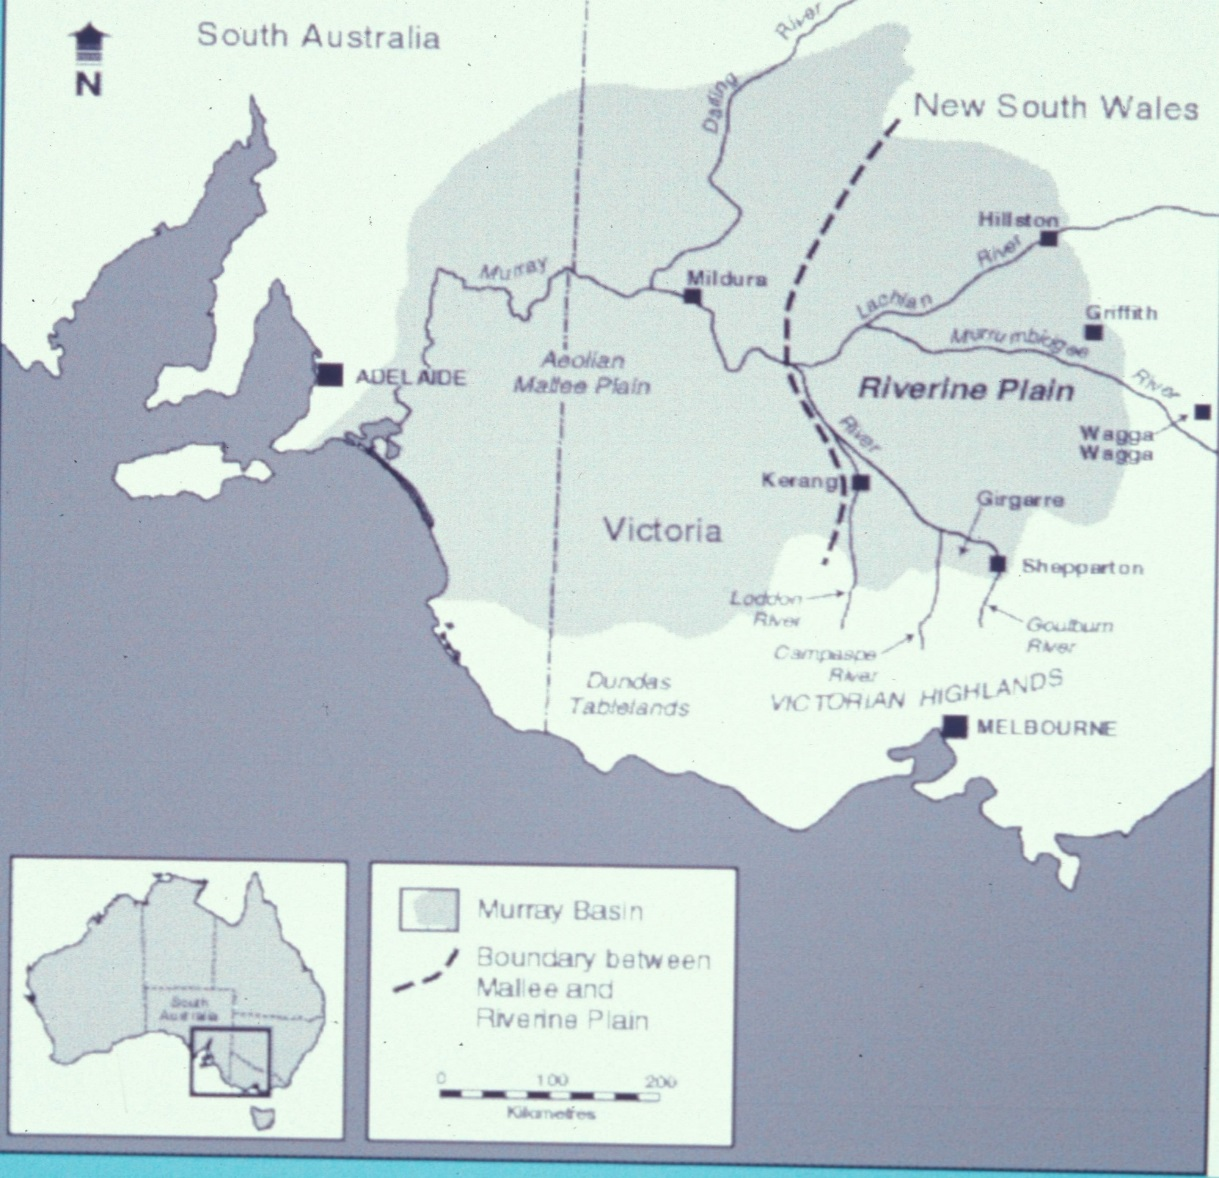 South Australia
N
River
Darling
New South Wales
Hillston
River
Lachlan
Murray
Mildura
Griffith
Murrumbidgee
River
ADELAIDE
Aeolian
Mallee Plain
Riverine Plain
Wagga
Wagga
River
Kerang
Girgarre
Victoria
Shepparton
Loddon
River
Goulburn
River
Campaspe
River
Dundas
Tablelands
VICTORIAN HIGHLANDS
MELBOURNE
South
Australia
Murray Basin
Boundary between
Mallee and
Riverine Plain
0 100 200
Kilometres